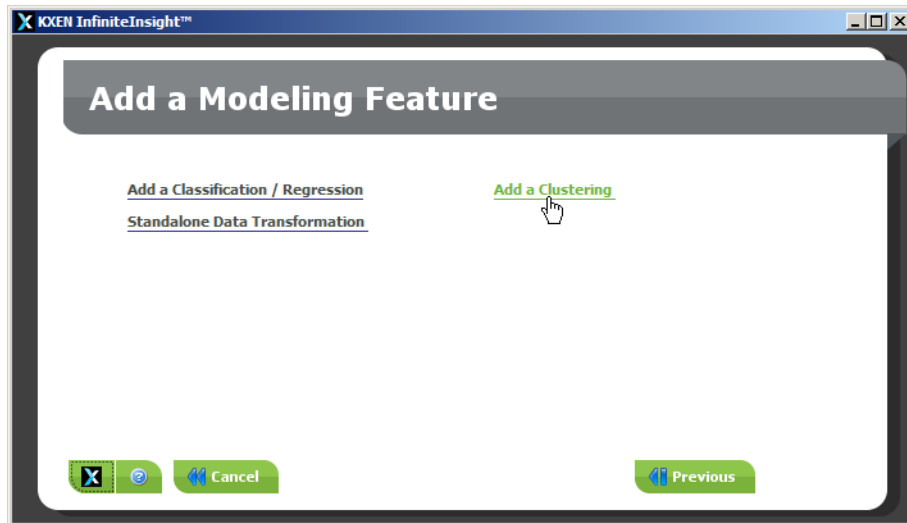 KXEN InfiniteInsight™
Add a Modeling Feature
Add a Classification / Regression
Add a Clustering
Standalone Data Transformation
X
?
Cancel
Previous